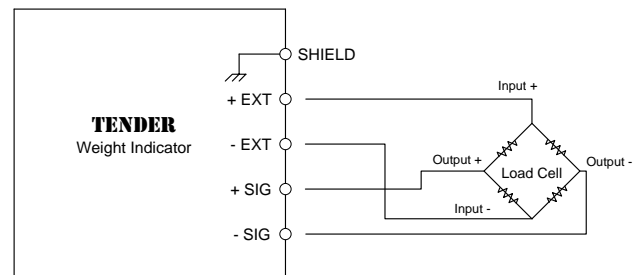 SHIELD
+ EXT
TENDER
Weight Indicator
- EXT
+ SIG
- SIG
Input +
Output +
Load Cell
Output -
Input -